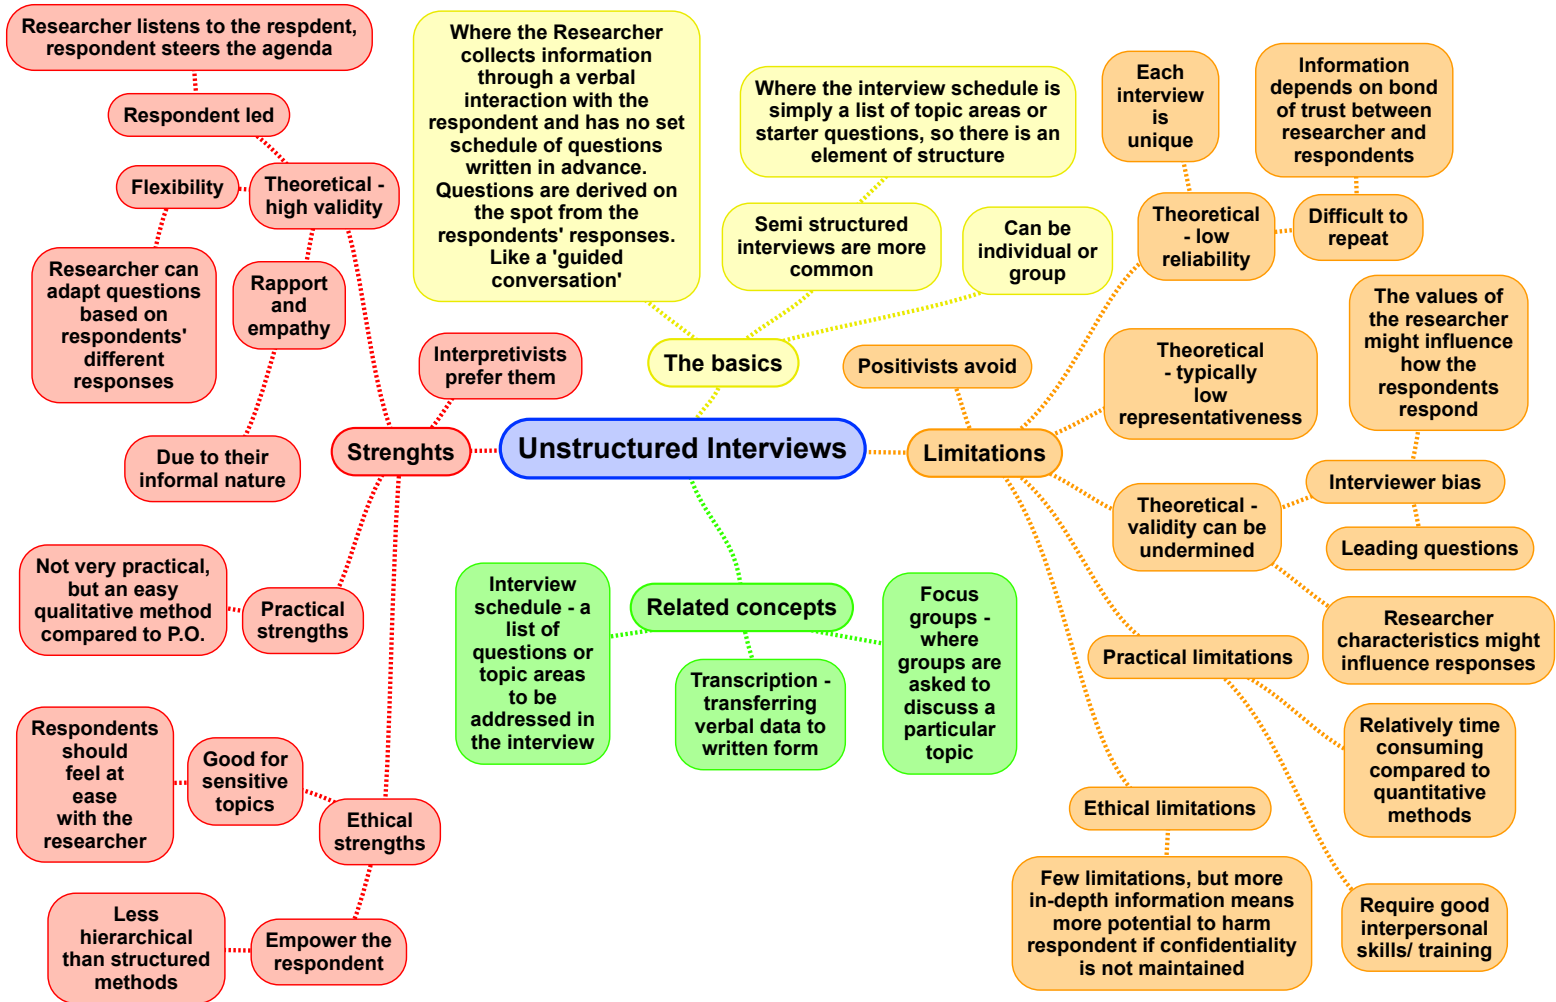 Unstructured Interviews
The basics
Where the Researcher
collects information
through a verbal
interaction with the
respondent and has no set
schedule of questions
written in advance.
Questions are derived on
the spot from the
respondents' responses.
Like a 'guided
conversation'
Semi structured
interviews are more
common
Where the interview schedule is
simply a list of topic areas or
starter questions, so there is an
element of structure
Can be
individual or
group
Strenghts
Interpretivists
prefer them
Theoretical -
high validity
Respondent led
Researcher listens to the respdent,
respondent steers the agenda
Flexibility
Researcher can
adapt questions
based on
respondents'
different
responses
Rapport
and
empathy
Due to their
informal nature
Practical
strengths
Not very practical,
but an easy
qualitative method
compared to P.O.
Ethical
strengths
Good for
sensitive
topics
Respondents
should
feel at
ease
with the
researcher
Empower the
respondent
Less
hierarchical
than structured
methods
Related concepts
Interview
schedule - a
list of
questions or
topic areas
to be
addressed in
the interview
Transcription -
transferring
verbal data to
written form
Focus
groups -
where
groups are
asked to
discuss a
particular
topic
Limitations
Positivists avoid
Theoretical
- low
reliability
Each
interview
is
unique
Difficult to
repeat
Information
depends on bond
of trust between
researcher and
respondents
Theoretical
- typically
low
representativeness
Theoretical -
validity can be
undermined
Interviewer bias
The values of
the researcher
might influence
how the
respondents
respond
Leading questions
Researcher
characteristics might
influence responses
Practical limitations
Relatively time
consuming
compared to
quantitative
methods
Require good
interpersonal
skills/ training
Ethical limitations
Few limitations, but more
in-depth information means
more potential to harm
respondent if confidentiality
is not maintained